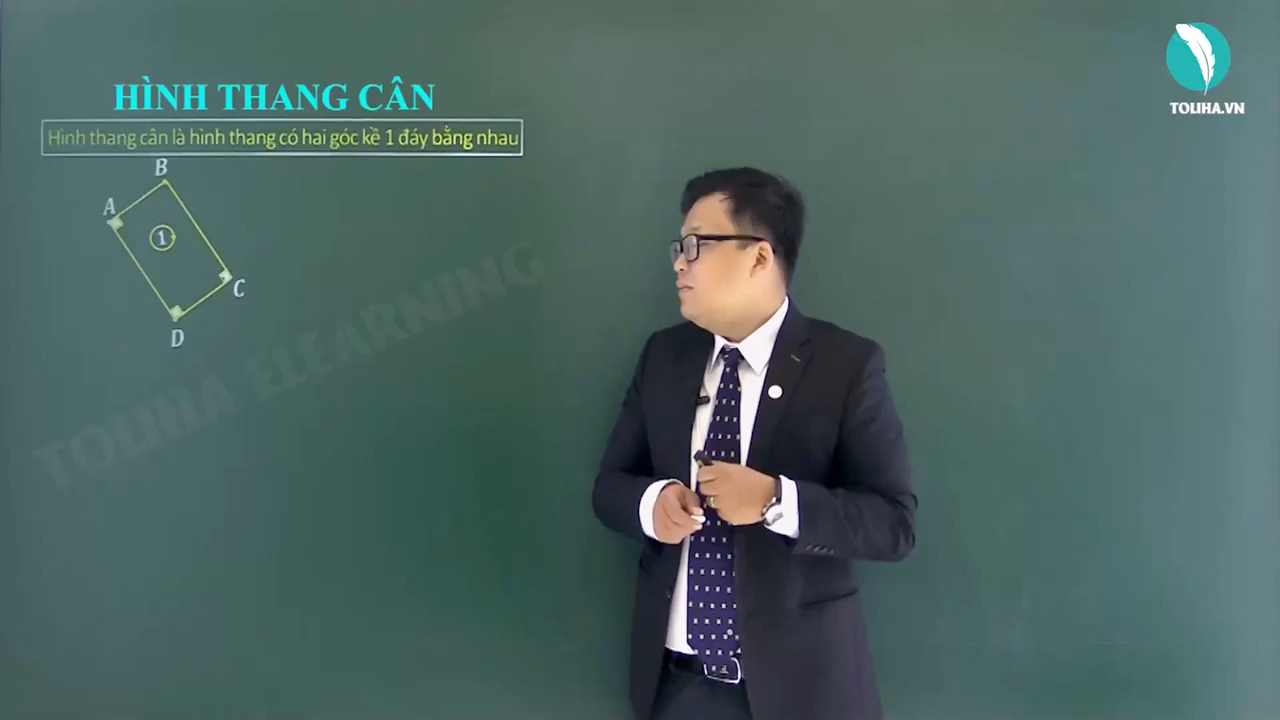 HÌNH THANG CÂN
Hình thang cân là hình thang có hai góc kề 1 đáy bằng nhau
B
A
1
C
D
TOLIHA ELEARNING
TOLIHA.VN